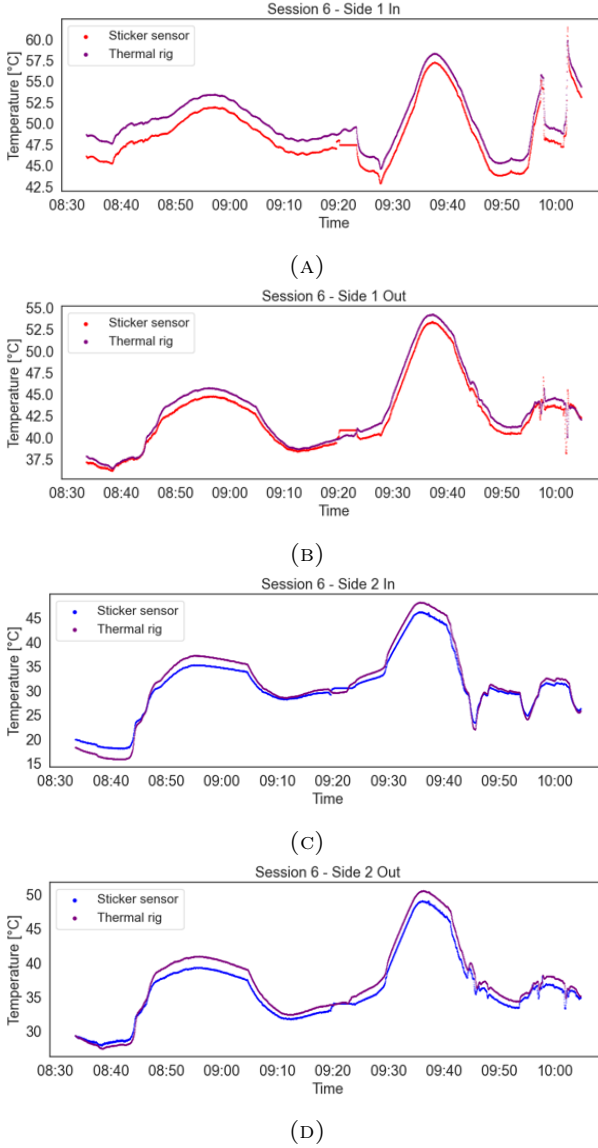 Session 6 - Side 1 In
Temperature [°C]
60.0
57.5
55.0
52.5
50.0
47.5
45.0
42.5
Sticker sensor
Thermal rig
08:30 08:40 08:50 09:00 09:10 09:20 09:30 09:40 09:50 10:00
Time
(A)
Session 6 - Side 1 Out
Temperature [°C]
55.0
52.5
50.0
47.5
45.0
42.5
40.0
37.5
Sticker sensor
Thermal rig
08:30 08:40 08:50 09:00 09:10 09:20 09:30 09:40 09:50 10:00
Time
(B)
Session 6 - Side 2 In
Temperature [°C]
45
40
35
30
25
20
15
Sticker sensor
Thermal rig
08:30 08:40 08:50 09:00 09:10 09:20 09:30 09:40 09:50 10:00
Time
(C)
Session 6 - Side 2 Out
Temperature [°C]
50
45
40
35
30
Sticker sensor
Thermal rig
08:30 08:40 08:50 09:00 09:10 09:20 09:30 09:40 09:50 10:00
Time
(D)